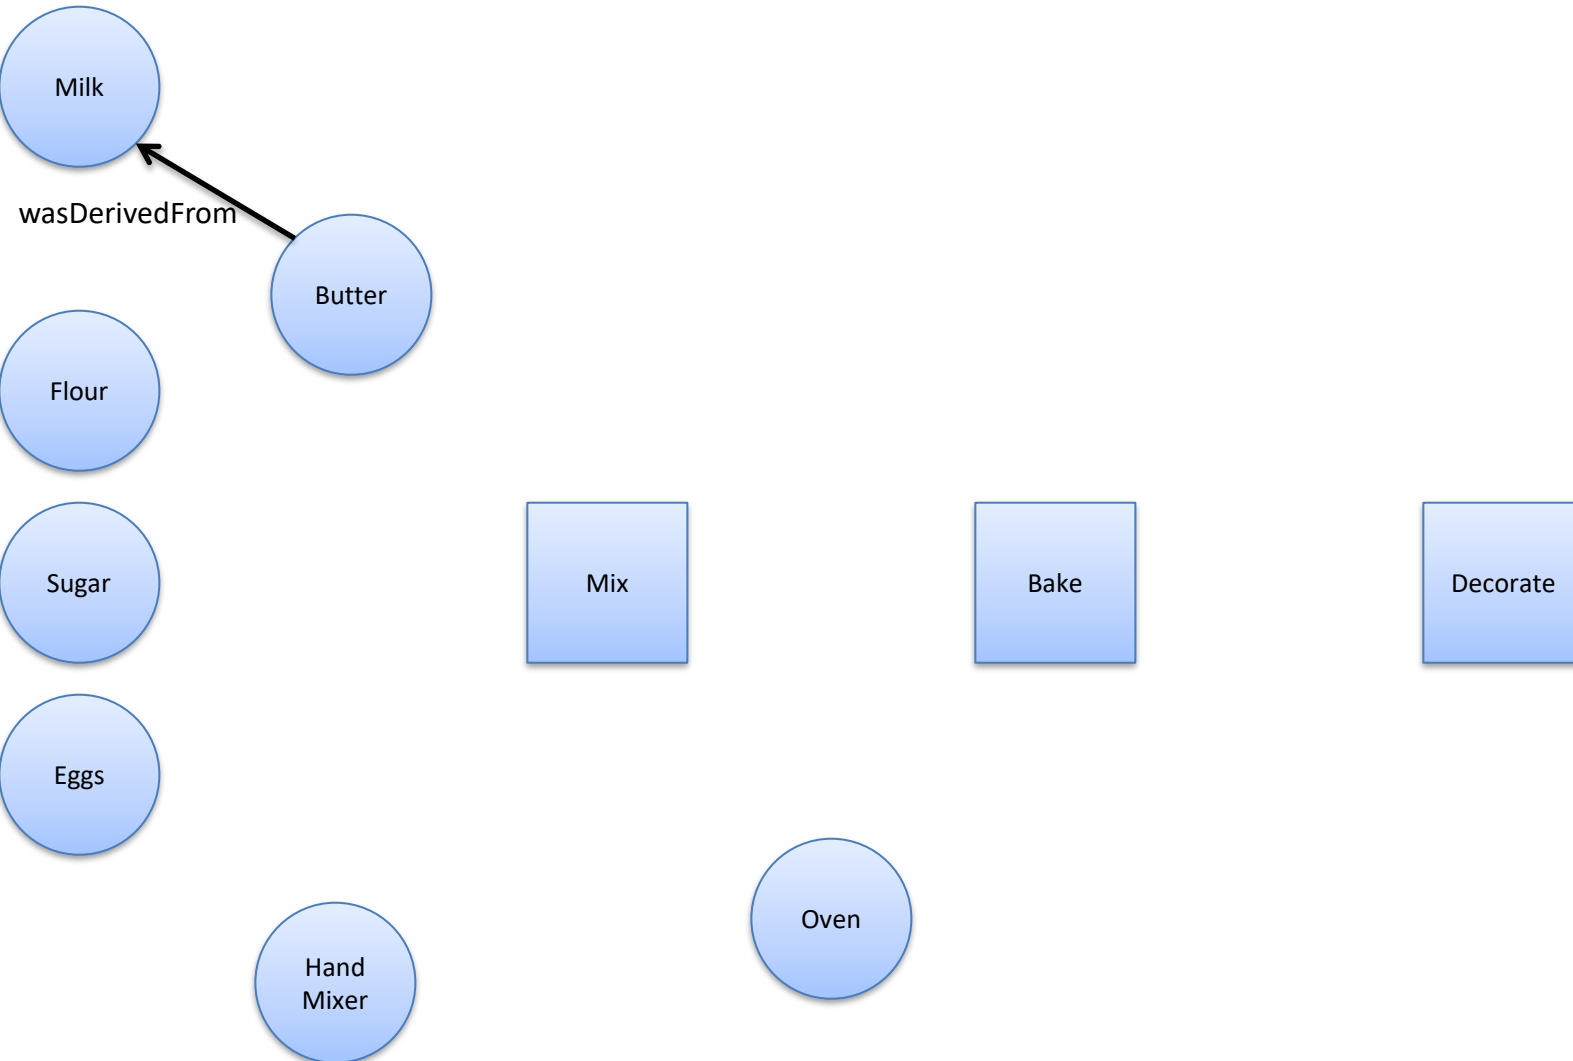 Milk
wasDerivedFrom
Butter
Flour
Sugar
Mix
Bake
Decorate
Eggs
Oven
Hand
Mixer